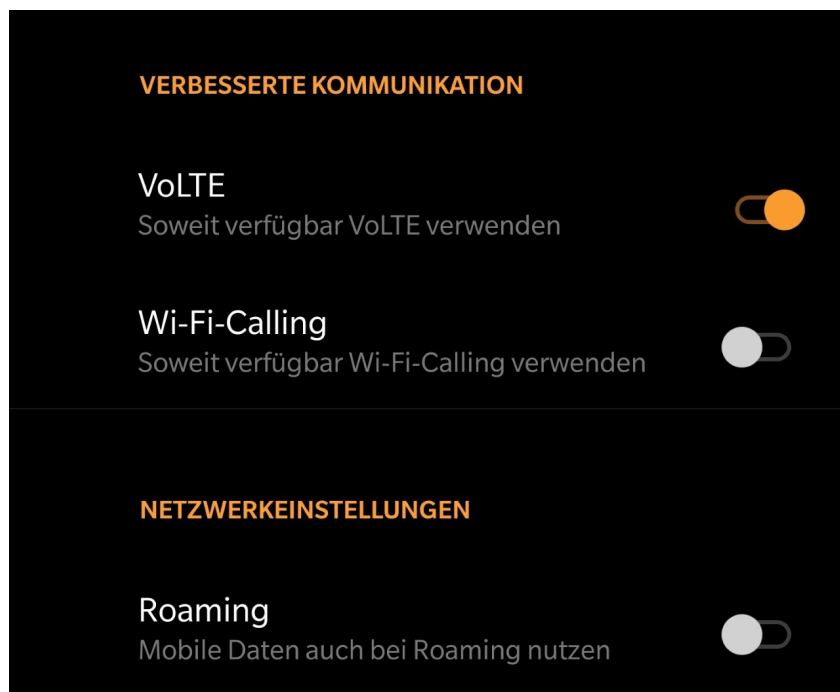 VERBESSERTE KOMMUNIKATION
VoLTE
Soweit verfügbar VoLTE verwenden
Wi-Fi-Calling
Soweit verfügbar Wi-Fi-Calling verwenden
NETZWERKEINSTELLUNGEN
Roaming
Mobile Daten auch bei Roaming nutzen